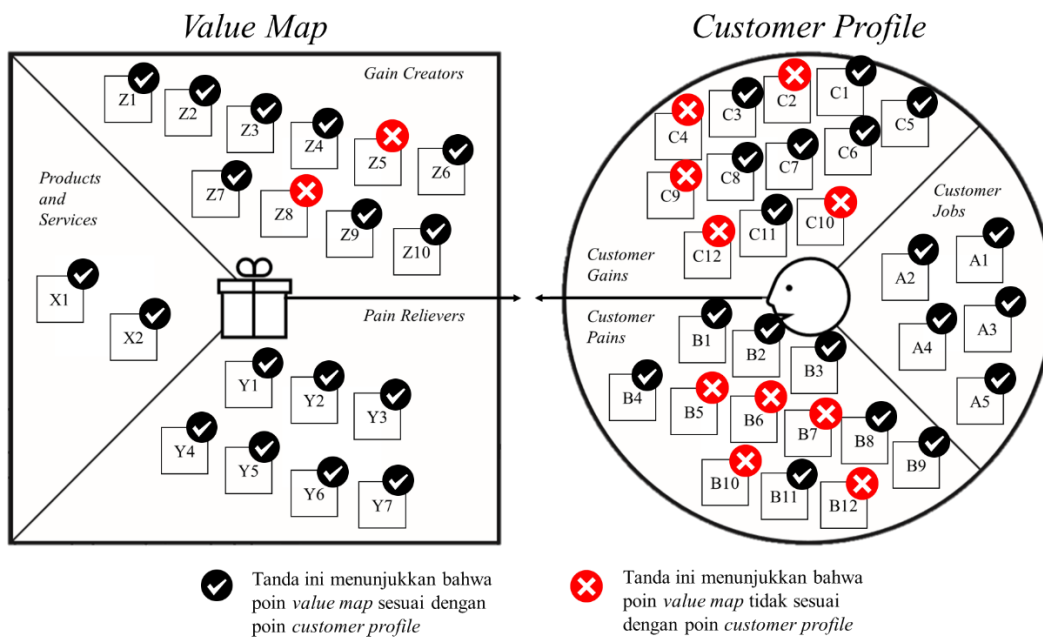 Value Map
Customer Profile
Gain Creators
Z1
Z2
Z3
Z4
Z5
Z6
Z7
Z8
Z9
Z10
Products
and
Services
X1
X2
Pain Relievers
Y1
Y2
Y3
Y4
Y5
Y6
Y7
C1
C2
C3
C4
C5
C6
C7
C8
C9
C10
C11
C12
Customer
Gains
Customer
Jobs
A1
A2
A3
A4
A5
Customer
Pains
B1
B2
B3
B4
B5
B6
B7
B8
B9
B10
B11
B12
Tanda ini menunjukkan bahwa
poin value map sesuai dengan
poin customer profile
Tanda ini menunjukkan bahwa
poin value map tidak sesuai
dengan poin customer profile